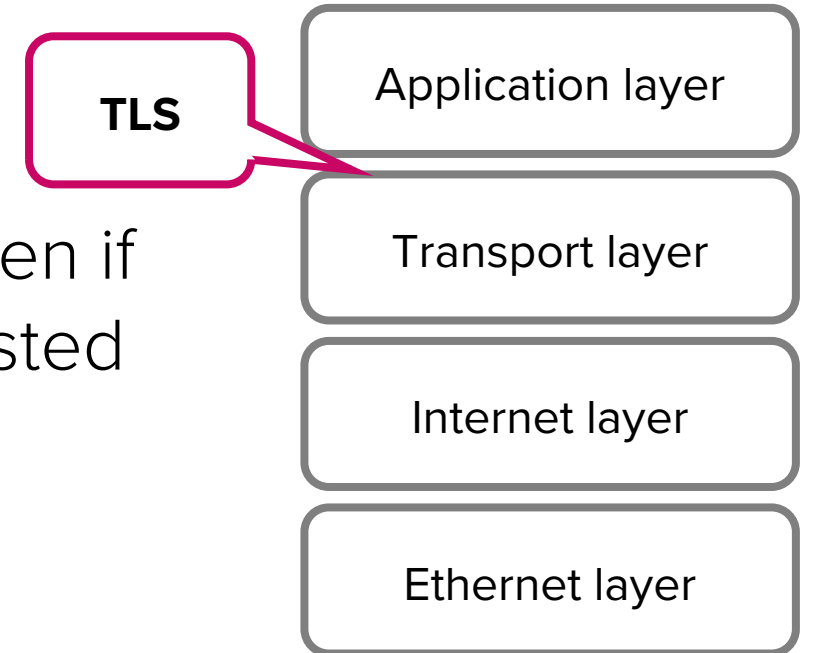 Application layer
TLS
en if
Transport layer
sted
Internet layer
Ethernet layer